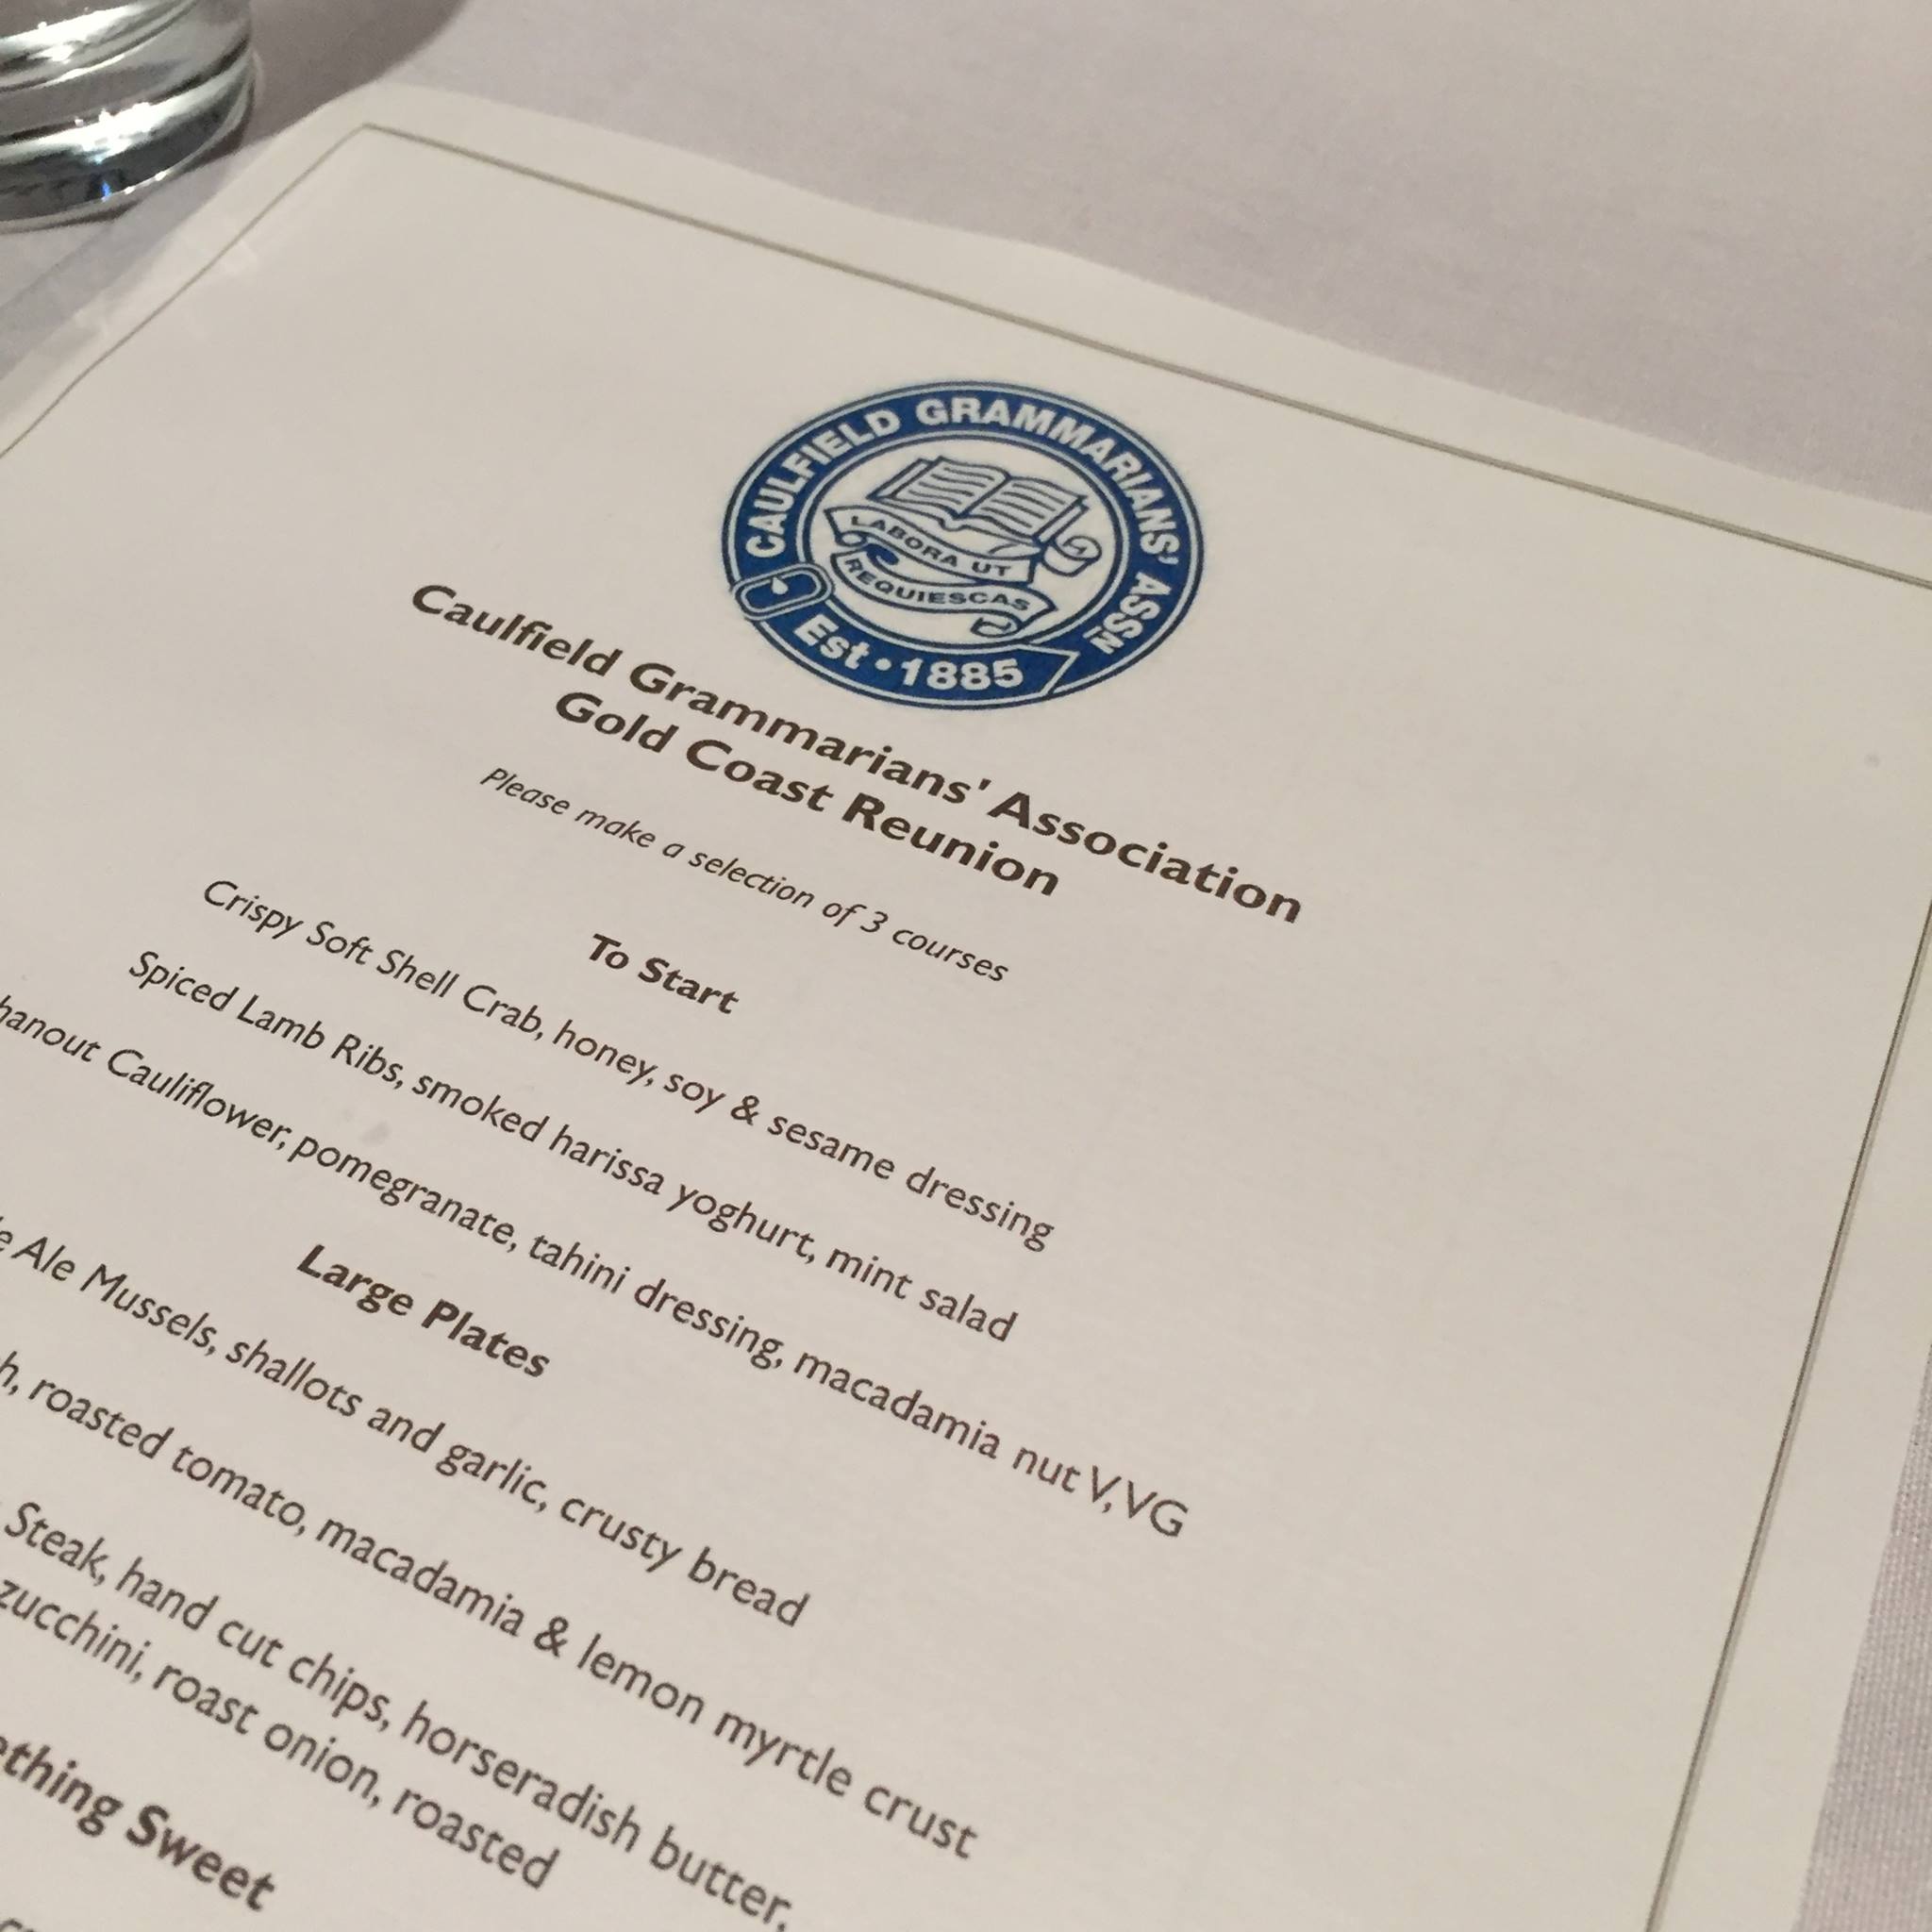 CAULFIELD GRAMMARIANS' ASSN
LABORA UT
REQUIESCAS
Est • 1885
Caulfield Grammarians' Association
Gold Coast Reunion
Please make a selection of 3 courses
To Start
Crispy Soft Shell Crab, honey, soy & sesame dressing
Spiced Lamb Ribs, smoked harissa yoghurt, mint salad
hanout Cauliflower, pomegranate, tahini dressing, macadamia nut V, VG
Large Plates
Ale Mussels, shallots and garlic, crusty bread
roasted tomato, macadamia & lemon myrtle crust
Steak, hand cut chips, horseradish butter,
zucchini, roast onion, roasted
ething Sweet